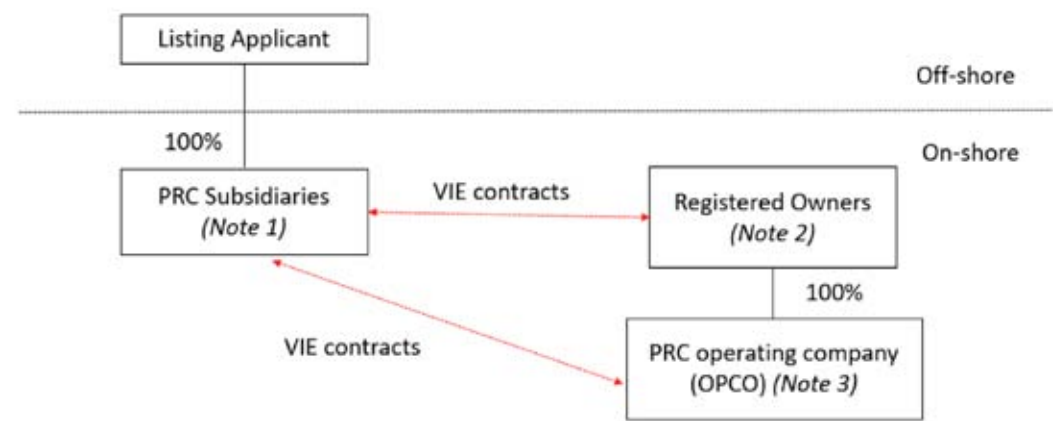 Listing Applicant
Off-shore
100%
On-shore
PRC Subsidiaries
(Note 1)
VIE contracts
Registered Owners
(Note 2)
100%
VIE contracts
PRC operating company
(OPCO) (Note 3)